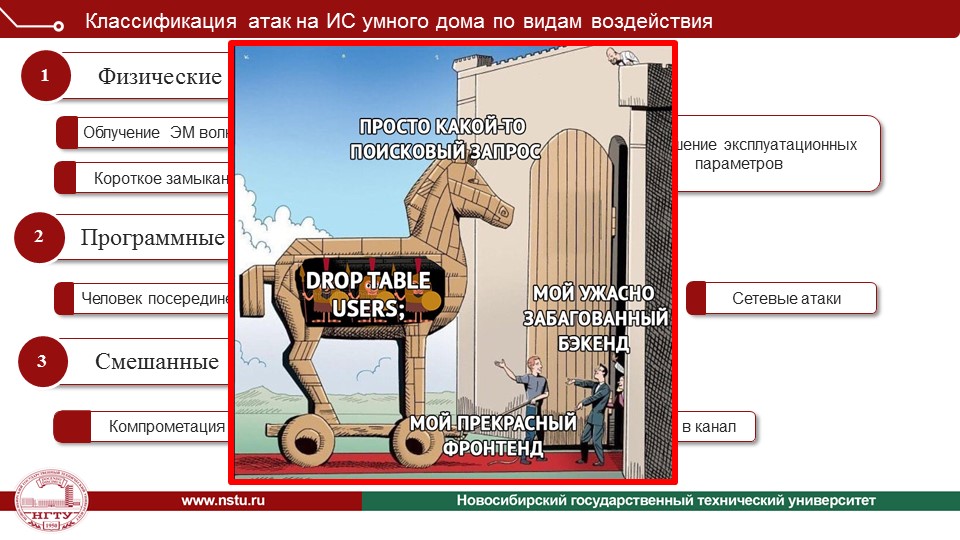 Классификация атак на ИС умного дома по видам воздействия
1
Физические
Облучение ЭМ волн
Короткое замыкан
шение эксплуатационных
параметров
2
Программные
Человек посередине
Сетевые атаки
3
Смешанные
Компрометация
в канал
ПРОСТО КАКОЙ-ТО
ПОИСКОВЫЙ ЗАПРОС
DROP TABLE
USERS;
МОЙ УЖАСНО
ЗАБАГОВАННЫЙ
БЭКЕНД
МОЙ ПРЕКРАСНЫЙ
ФРОНТЕНД
НГТУ
1950
www.nstu.ru
Новосибирский государственный технический университет